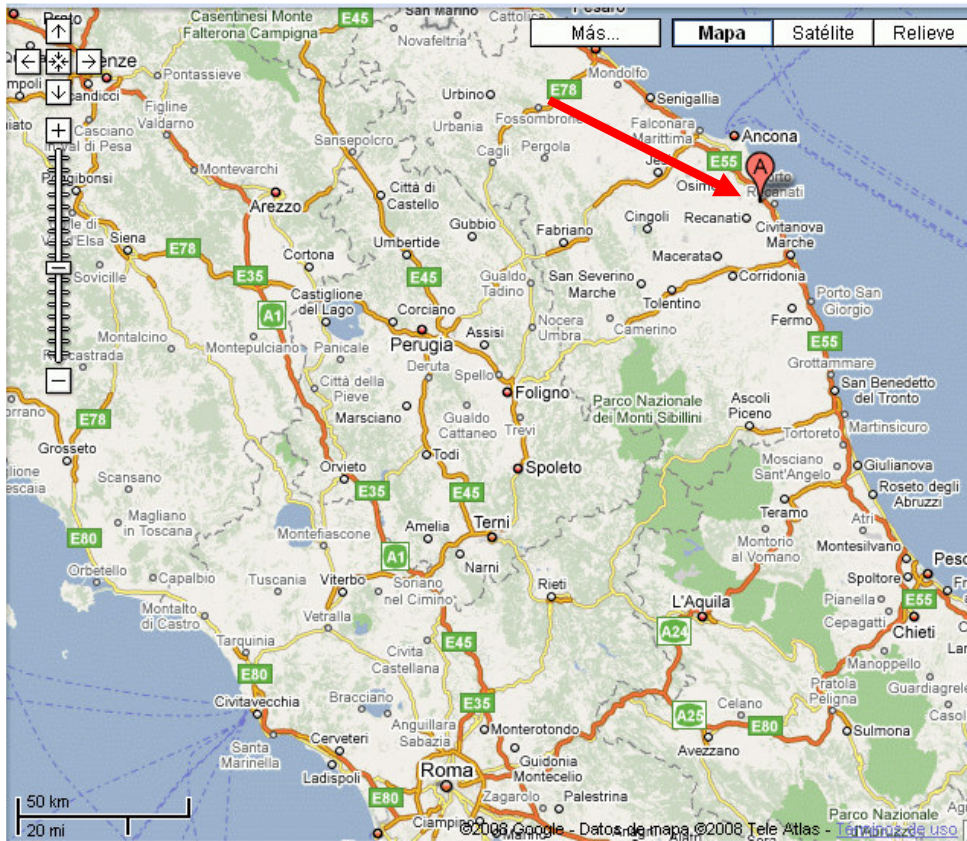 Prato
Casentinesi Monte
Falterona Campigna
E45
San Marino
Cattolica
Pesaro
Más...
Mapa
Satélite
Relieve
Novafeltria
Pontassieve
Mondolfo
Urbino
E78
Senigallia
Figline
Valdarno
Urbania
Fossombrone
Falconara
Marittima
Ancona
Casciano
Sansepolcro
Cagli
Pergola
E55
A
Montevarchi
Osimo
Arezzo
Città di
Castello
Gubbio
Cingoli
Recanati
Civitanova
Marche
Siena
Umbertide
Fabriano
Macerata
E78
E35
Cortona
E45
Gualdo
Tadino
San Severino
Marche
Corridonia
Sovicille
Castiglione
del Lago
Corciano
Tolentino
Porto San
Giorgio
A1
Nocera
Umbra
Camerino
Fermo
Montalcino
Montepulciano
Panicale
Perugia
Assisi
E55
Deruta
Spello
Grottammare
Città della
Pieve
Foligno
San Benedetto
del Tronto
Marsciano
Gualdo
Cattaneo
Trevi
Parco Nazionale
dei Monti Sibillini
Ascoli
Piceno
E78
Martinsicuro
Grosseto
Todi
Tortoreto
Scansano
Orvieto
Spoleto
Mosciano
Sant'Angelo
Giulianova
E35
E45
Roseto degli
Abruzzi
Magliano
in Toscana
Amelia
Terni
Teramo
Atri
E80
Montefiascone
A1
Narni
Montorio
al Vomano
Montesilvano
Orbetello
Capalbio
Tuscania
Viterbo
Soriano
nel Cimino
Rieti
Spoltore
Montalto
di Castro
Vetralla
L'Aquila
Pianella
E55
Cepagatti
Chieti
Tarquinia
E45
Civita
Castellana
A24
Manoppello
E80
Pratola
Peligna
Civitavecchia
Bracciano
E35
A25
Celano
E80
Anguillara
Sabazia
Monterotondo
Avezzano
Sulmona
Santa
Marinella
Cerveteri
Ladispoli
Guidonia
Montecelio
Roma
50 km
20 mi
E80
Zagarolo
Palestrina
Parco Nazionale
©2008 Google - Datos de mapa ©2008 Tele Atlas - Términos de uso